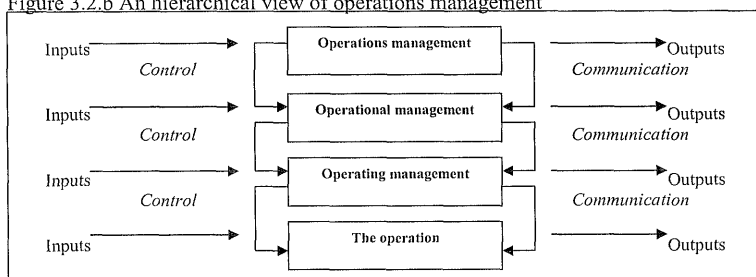 Figure 3.2.b An hierarchical view of operations management
Inputs Operations management Outputs
Control Communication
Inputs Operational management Outputs
Control Communication
Inputs Operating management Outputs
Control Communication
Inputs The operation Outputs